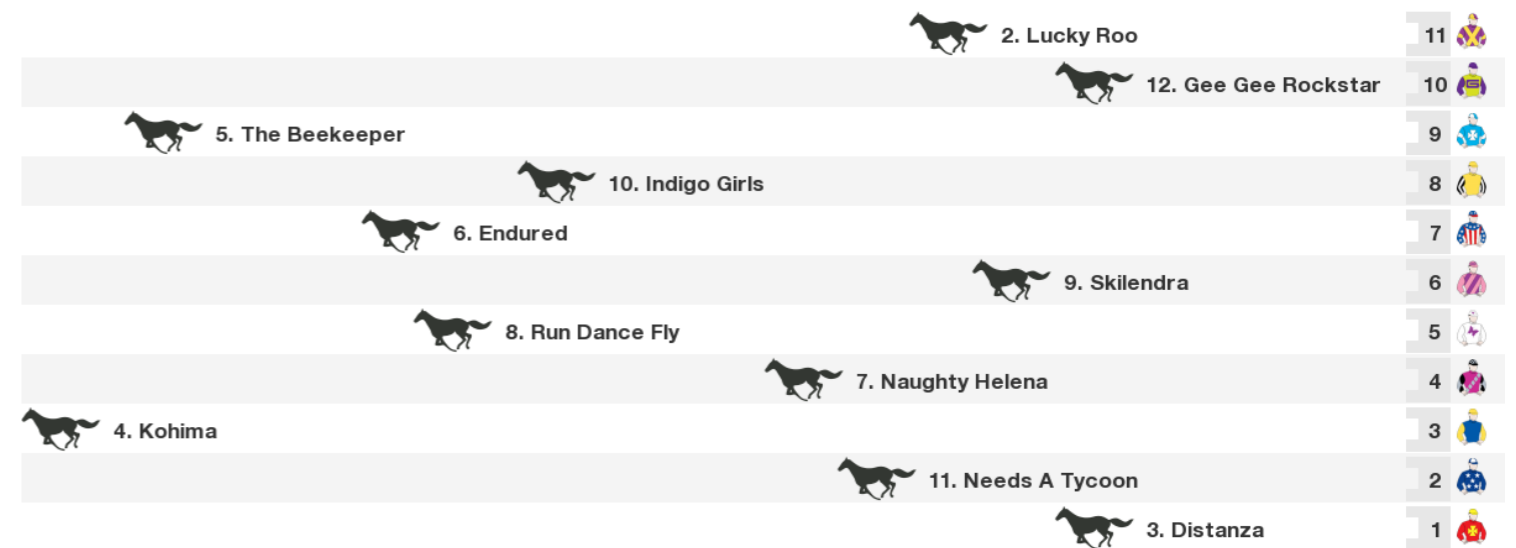 2. Lucky Roo 11
12. Gee Gee Rockstar 10
5. The Beekeeper 9
10. Indigo Girls 8
6. Endured 7
9. Skilendra 6
8. Run Dance Fly 5
7. Naughty Helena 4
4. Kohima 3
11. Needs A Tycoon 2
3. Distanza 1